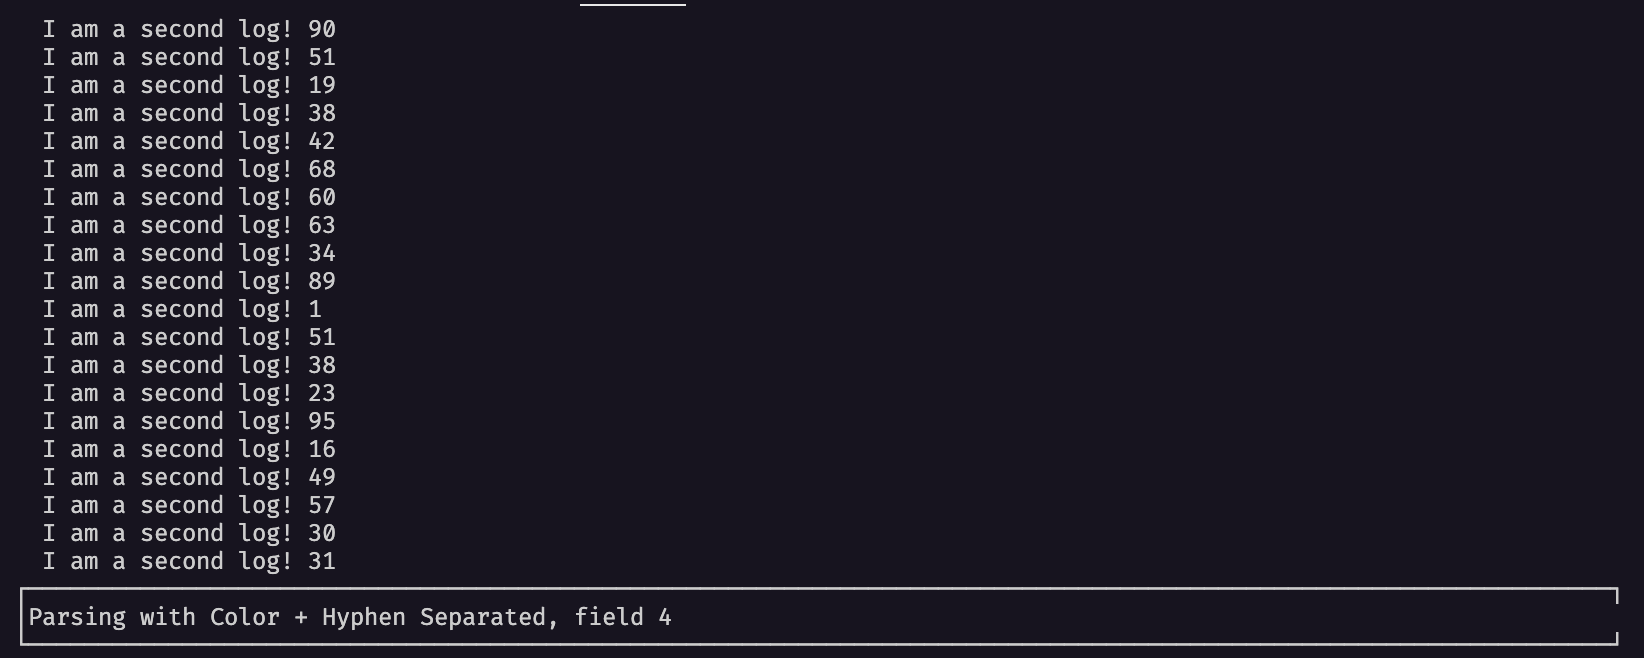 I am a second log! 90
I am a second log! 51
I am a second log! 19
I am a second log! 38
I am a second log! 42
I am a second log! 68
I am a second log! 60
I am a second log! 63
I am a second log! 34
I am a second log! 89
I am a second log! 1
I am a second log! 51
I am a second log! 38
I am a second log! 23
I am a second log! 95
I am a second log! 16
I am a second log! 49
I am a second log! 57
I am a second log! 30
I am a second log! 31
Parsing with Color + Hyphen Separated, field 4